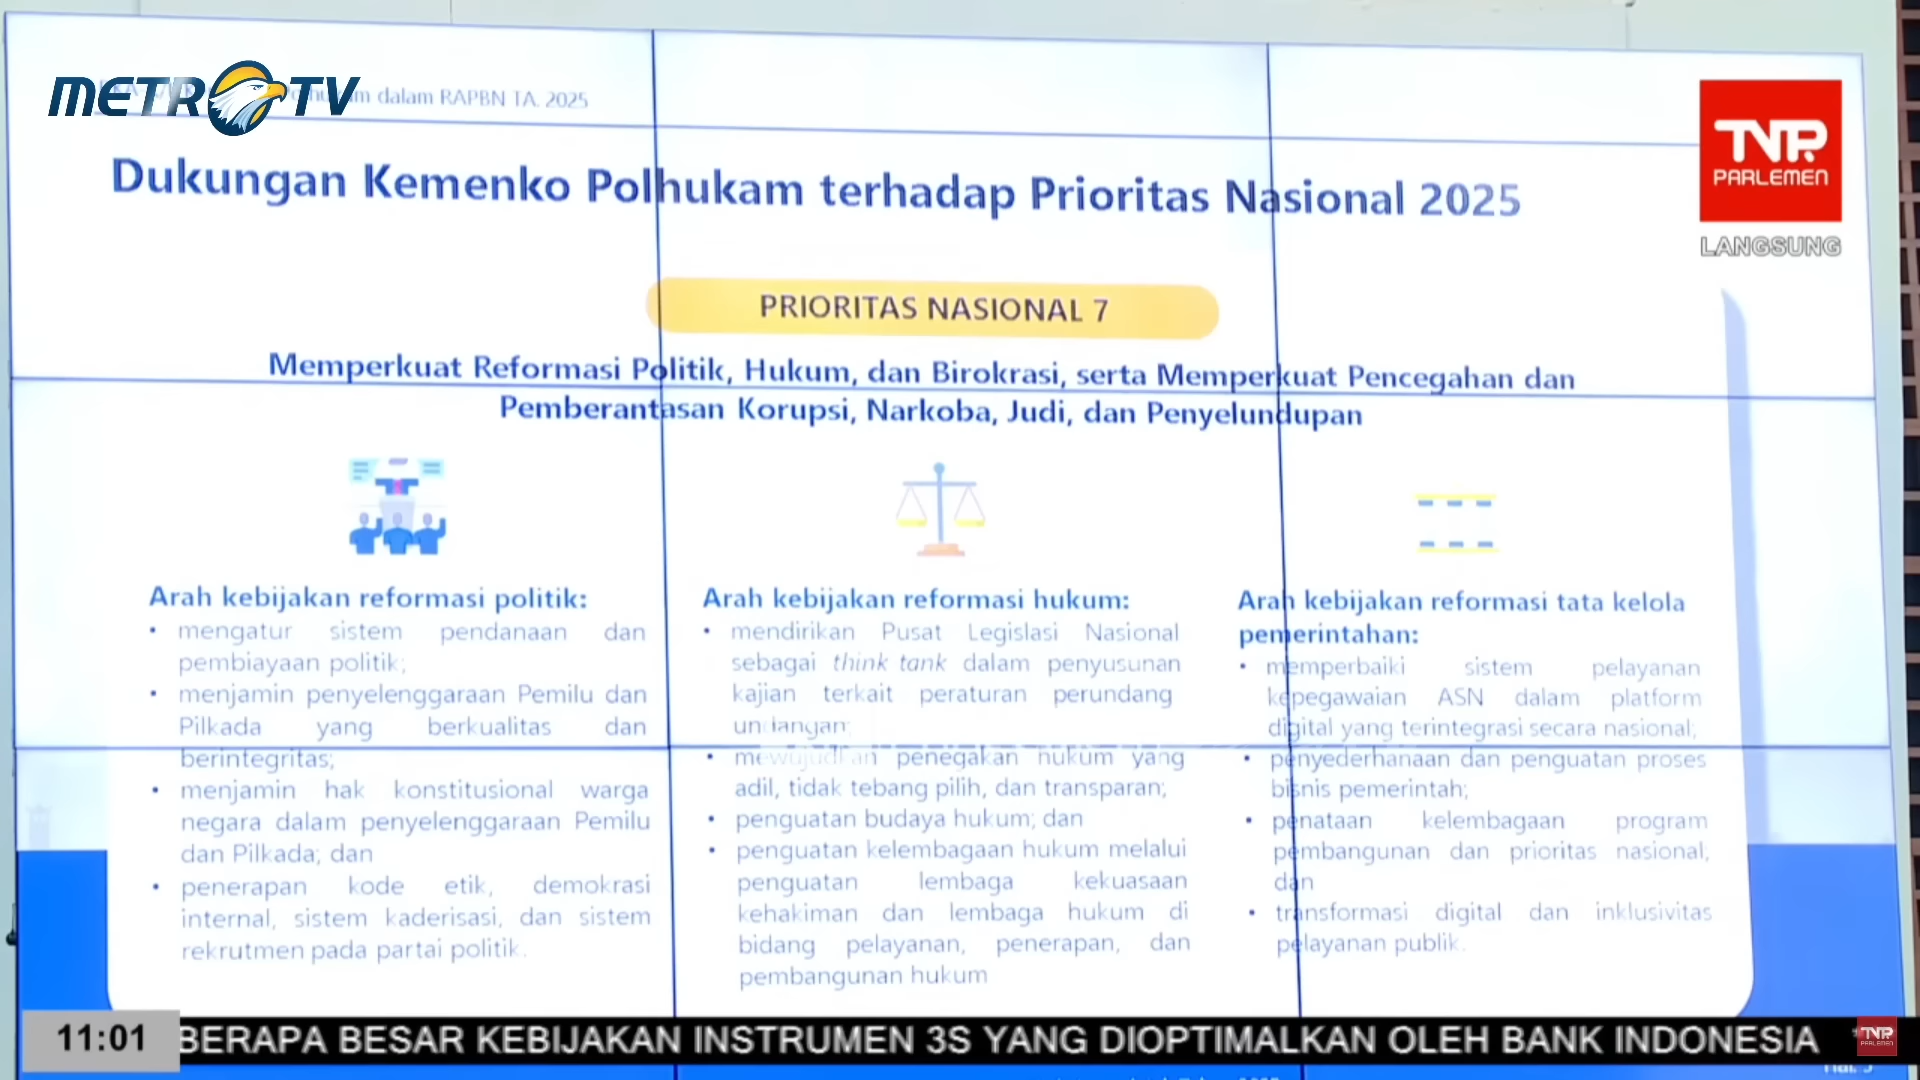 METRO TV
dalam RAPBN TA. 2025
TVR
PARLEMEN
LANGSUNG
Dukungan Kemenko Polhukam terhadap Prioritas Nasional 2025
PRIORITAS NASIONAL 7
Memperkuat Reformasi Politik, Hukum, dan Birokrasi, serta Memperkuat Pencegahan dan
Pemberantasan Korupsi, Narkoba, Judi, dan Penyelundupan
Arah kebijakan reformasi politik:
• mengatur sistem pendanaan dan
pembiayaan politik;
• menjamin penyelenggaraan Pemilu dan
Pilkada yang berkualitas dan
berintegritas;
• menjamin hak konstitusional warga
negara dalam penyelenggaraan Pemilu
dan Pilkada; dan
• penerapan kode etik, demokrasi
internal, sistem kaderisasi, dan sistem
rekrutmen pada partai politik.
Arah kebijakan reformasi hukum:
• mendirikan Pusat Legislasi Nasional
sebagai think tank dalam penyusunan
kajian terkait peraturan perundang
undangan;
• mewujudkan penegakan hukum yang
adil, tidak tebang pilih, dan transparan;
• penguatan budaya hukum; dan
• penguatan kelembagaan hukum melalui
penguatan lembaga kekuasaan
kehakiman dan lembaga hukum di
bidang pelayanan, penerapan, dan
pembangunan hukum
Arah kebijakan reformasi tata kelola
pemerintahan:
• memperbaiki sistem pelayanan
kepegawaian ASN dalam platform
digital yang terintegrasi secara nasional;
• penyederhanaan dan penguatan proses
bisnis pemerintah;
• penataan kelembagaan program
pembangunan dan prioritas nasional;
dan
• transformasi digital dan inklusivitas
pelayanan publik.
11:01
BERAPA BESAR KEBIJAKAN INSTRUMEN 3S YANG DIOPTIMALKAN OLEH BANK INDONESIA
TVR
PARLEMEN